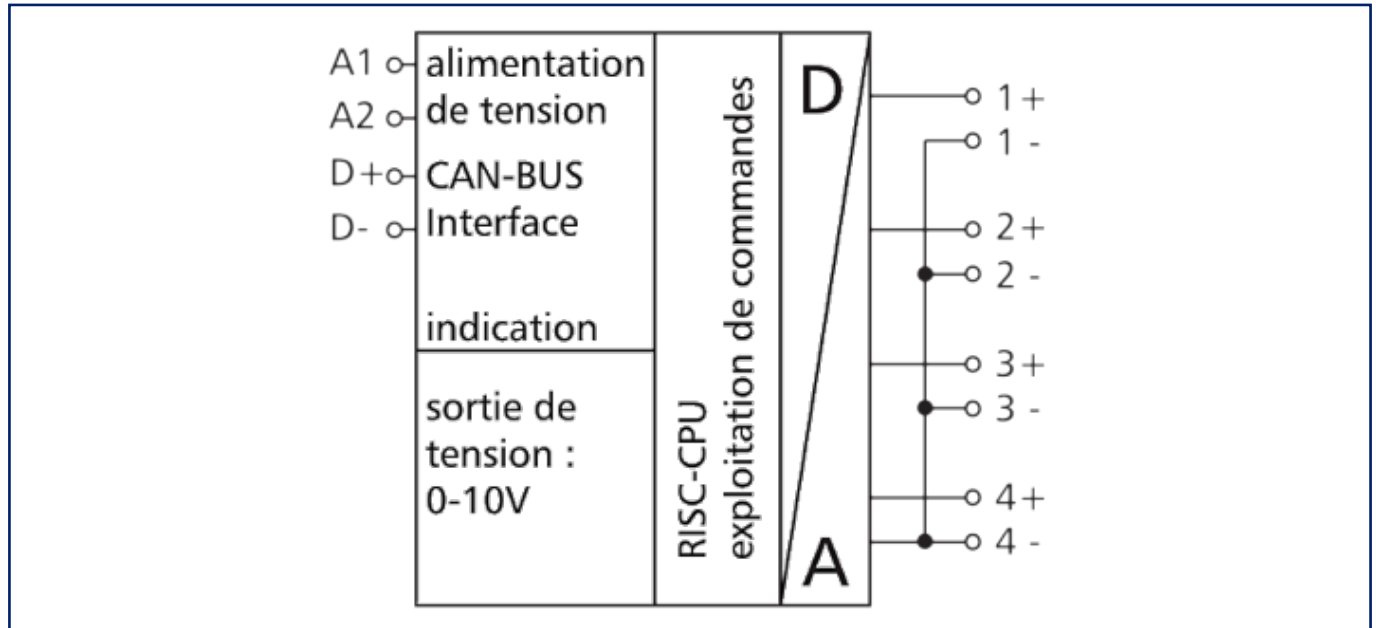 A1
alimentation
A2
de tension
D+
CAN-BUS
D-
Interface
indication
sortie de
tension :
0-10V
RISC-CPU
exploitation de commandes
D
A
1+
1 -
2+
2 -
3+
3 -
4+
4 -